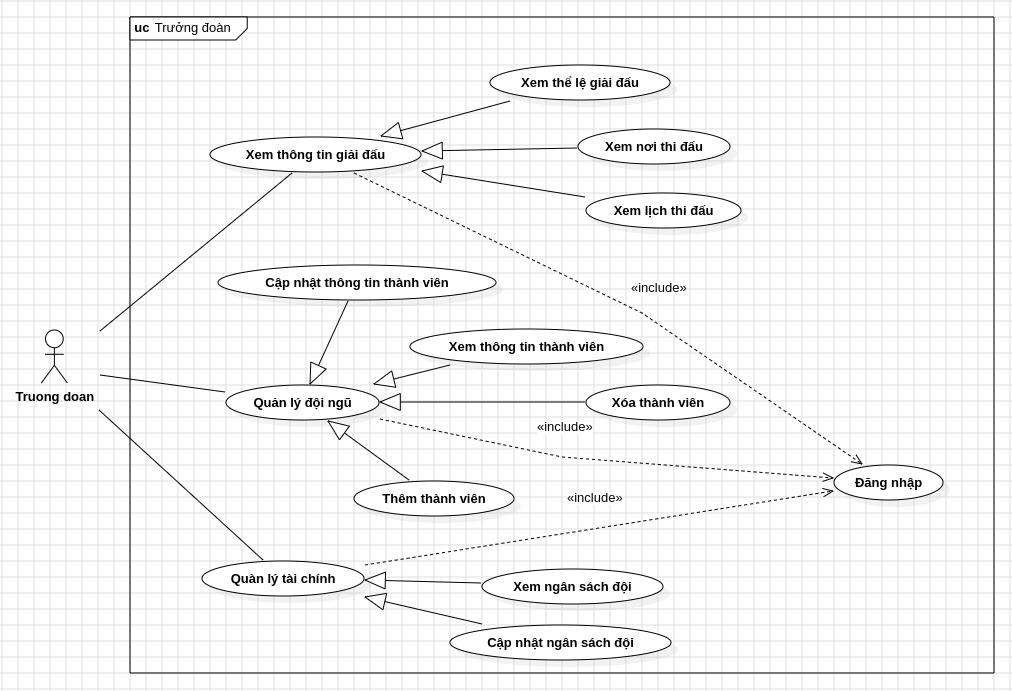 uc Trưởng đoàn
Xem thể lệ giải đấu
Xem thông tin giải đấu
Xem nơi thi đấu
Xem lịch thi đấu
Cập nhật thông tin thành viên
«include»
Xem thông tin thành viên
Truong doan
Quản lý đội ngũ
Xóa thành viên
«include»
Đăng nhập
Thêm thành viên
«include»
Quàn lý tài chính
Xem ngân sách đội
Cập nhật ngân sách đội